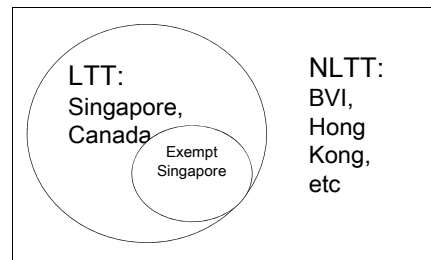 LTT:
Singapore,
Canada
Exempt
Singapore
NLTT:
BVI,
Hong
Kong,
etc